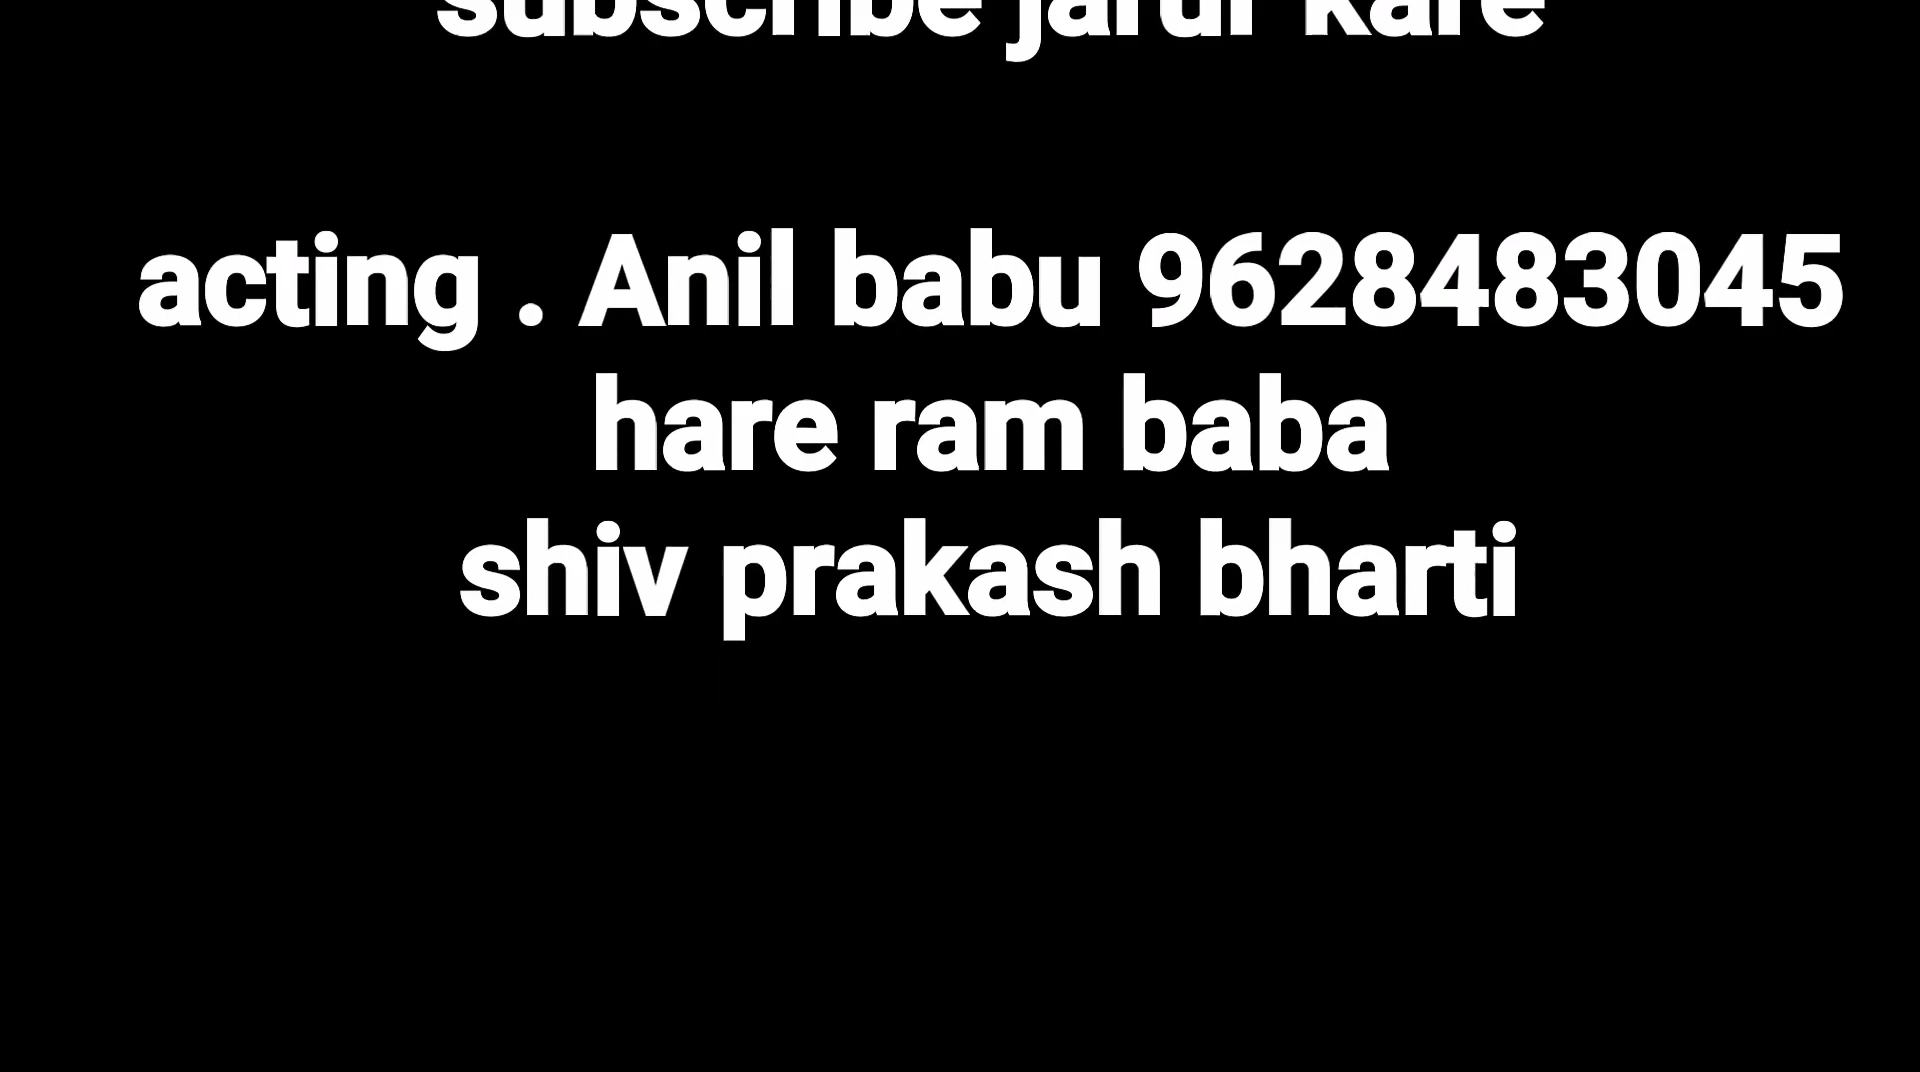 subscribe jarur kare
acting . Anil babu 9628483045
hare ram baba
shiv prakash bharti